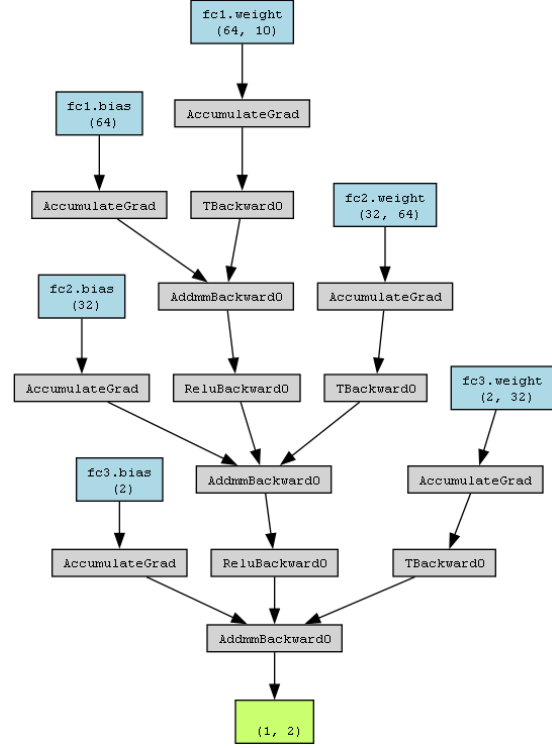 fc1.weight
(64, 10)
fc1.bias
(64)
AccumulateGrad
AccumulateGrad
TBackward0
fc2.weight
(32, 64)
fc2.bias
(32)
AddmmBackward0
AccumulateGrad
AccumulateGrad
ReluBackward0
TBackward0
fc3.weight
(2, 32)
fc3.bias
(2)
AddmmBackward0
AccumulateGrad
AccumulateGrad
ReluBackward0
TBackward0
AddmmBackward0
(1, 2)